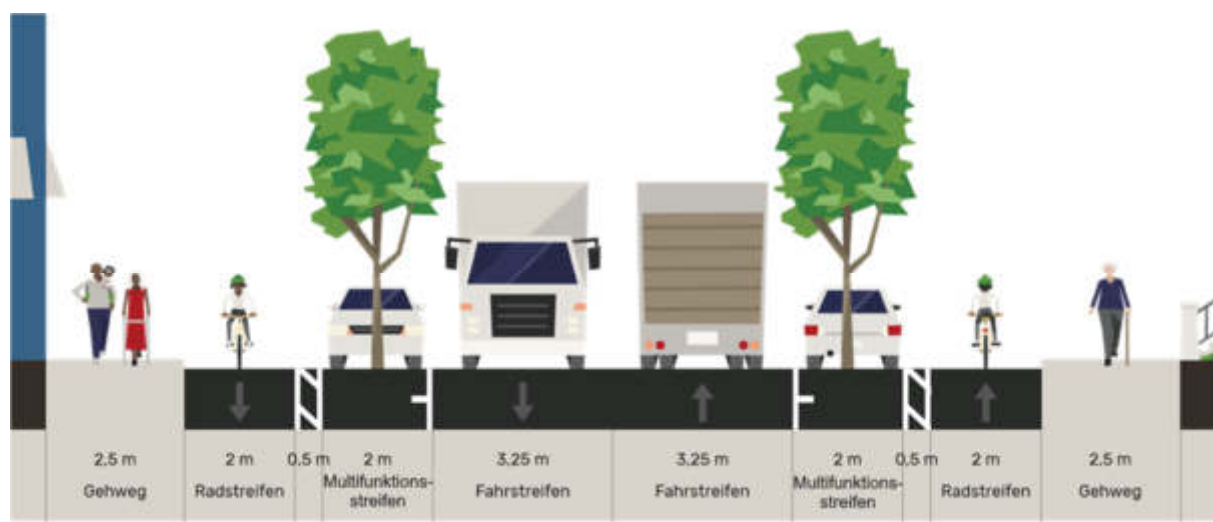 2,5 m
Gehweg
2 m
Radstreifen
0,5 m
2 m
Multifunktions-
streifen
3,25 m
Fahrstreifen
3,25 m
Fahrstreifen
2 m
Multifunktions-
streifen
0,5 m
2 m
Radstreifen
2,5 m
Gehweg